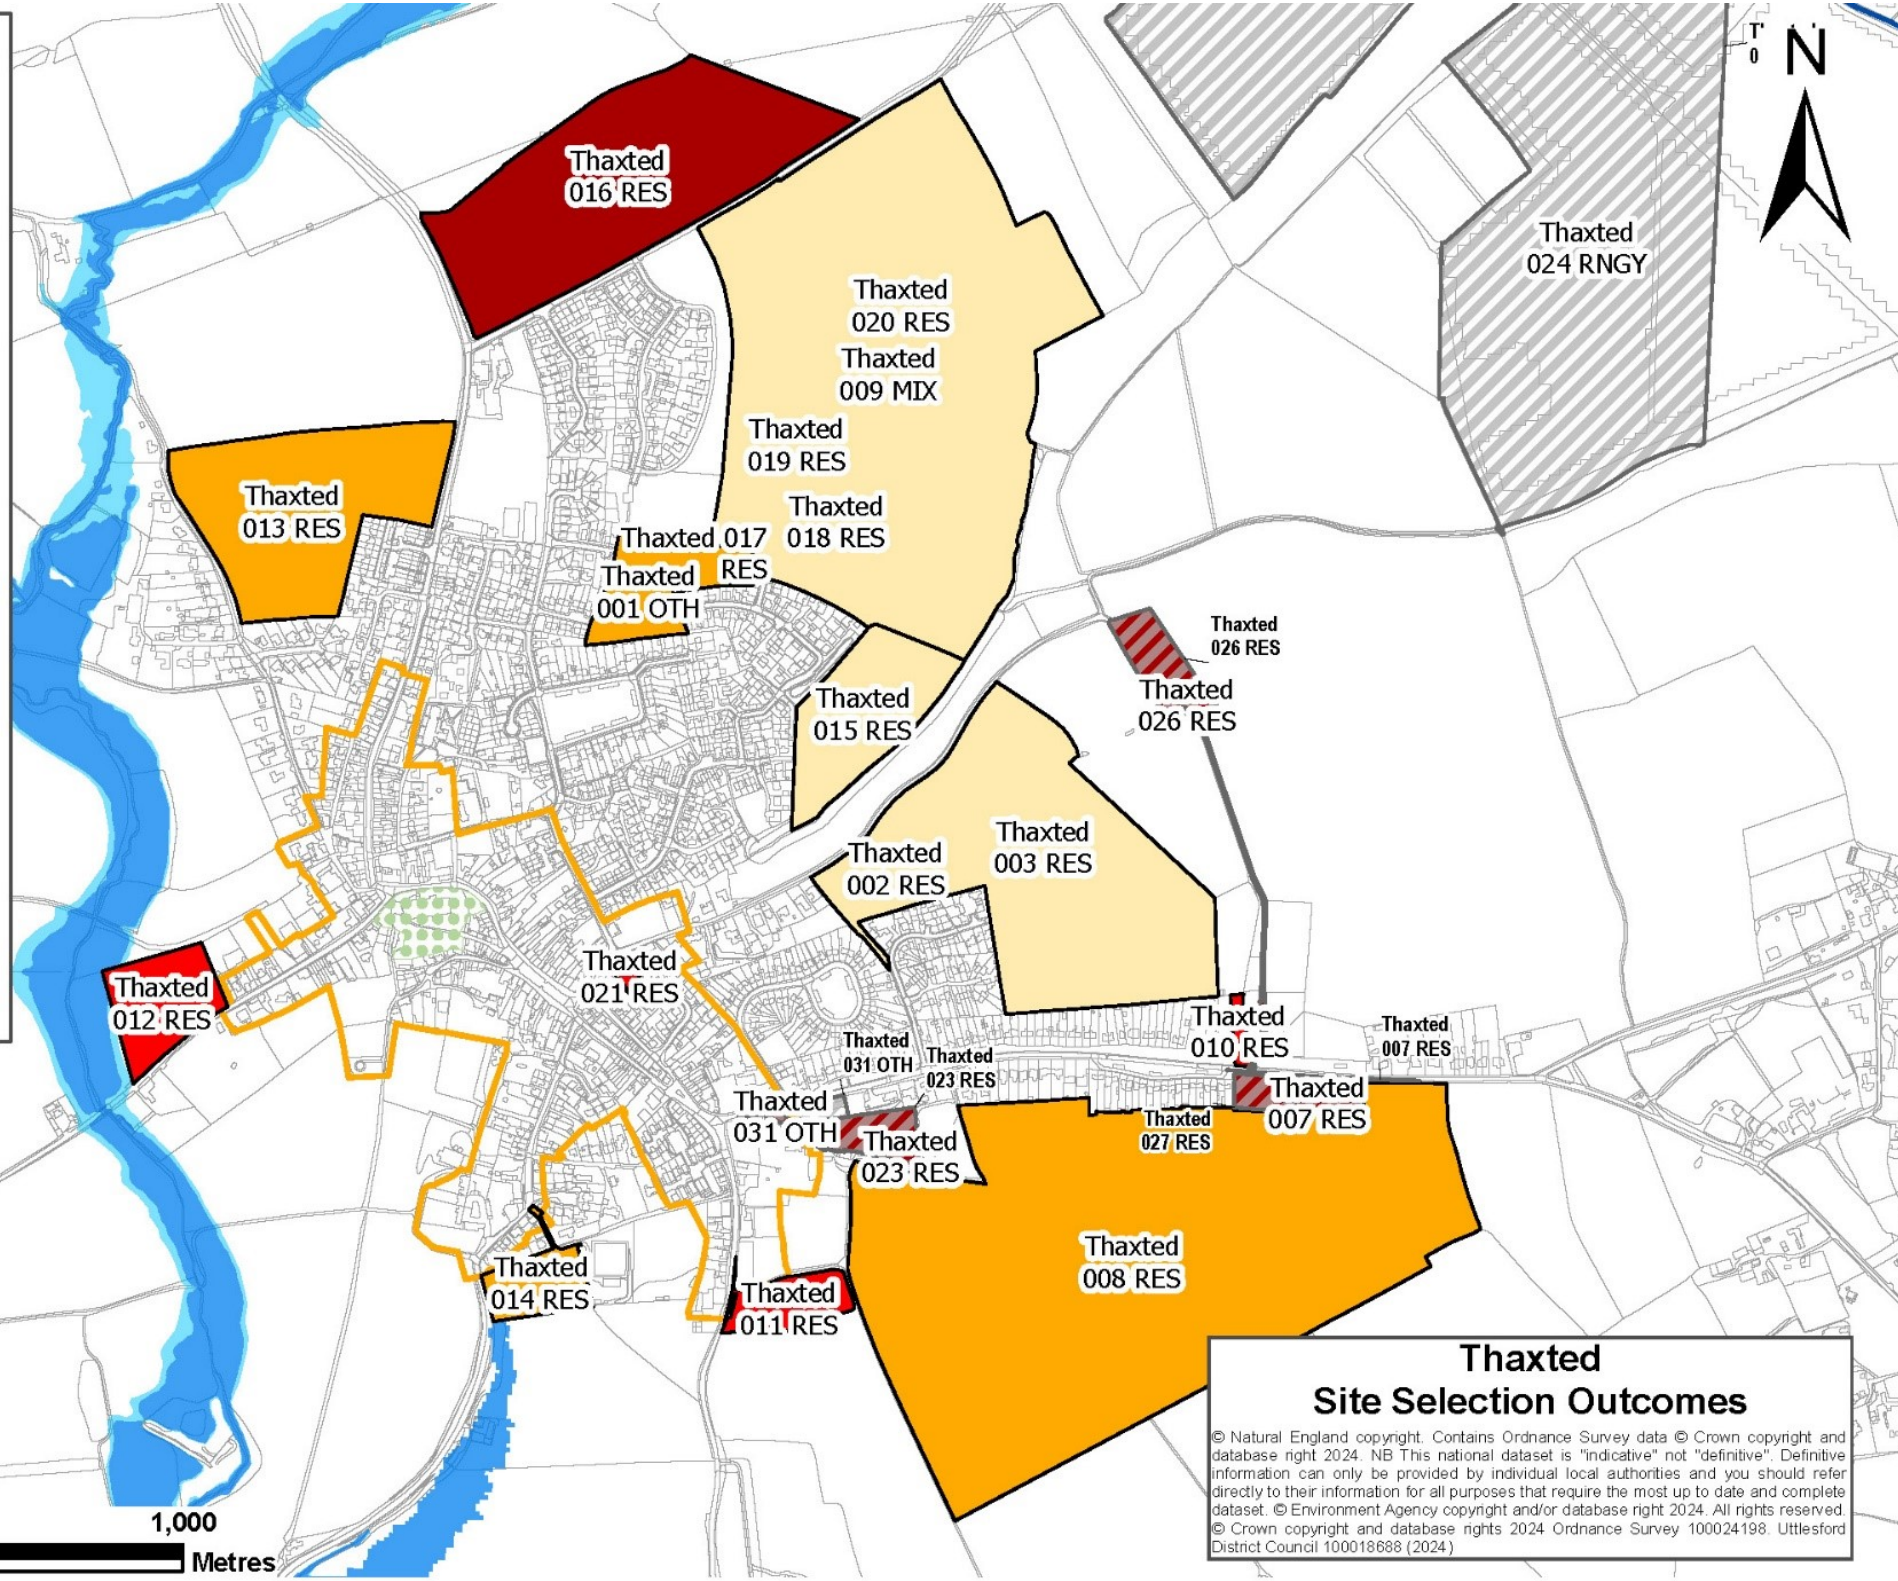 T'
0
N
Thaxted
016 RES
Thaxted
024 RNGY
Thaxted
020 RES
Thaxted
009 MIX
Thaxted
019 RES
Thaxted
013 RES
Thaxted
018 RES
Thaxted 017
RES
Thaxted
001 OTH
Thaxted
026 RES
Thaxted
026 RES
Thaxted
015 RES
Thaxted
003 RES
Thaxted
002 RES
Thaxted
021 RES
Thaxted
012 RES
Thaxted
010 RES
Thaxted
007 RES
Thaxted
031 OTH
Thaxted
023 RES
Thaxted
031 OTH
Thaxted
007 RES
Thaxted
027 RES
Thaxted
023 RES
Thaxted
008 RES
Thaxted
014 RES
Thaxted
011 RES
Thaxted
Site Selection Outcomes
© Natural England copyright. Contains Ordnance Survey data © Crown copyright and
database right 2024. NB This national dataset is "indicative" not "definitive". Definitive
information can only be provided by individual local authorities and you should refer
directly to their information for all purposes that require the most up to date and complete
dataset. © Environment Agency copyright and/or database right 2024. All rights reserved.
© Crown copyright and database rights 2024 Ordnance Survey 100024198. Uttlesford
District Council 100018688 (2024)
1,000
Metres